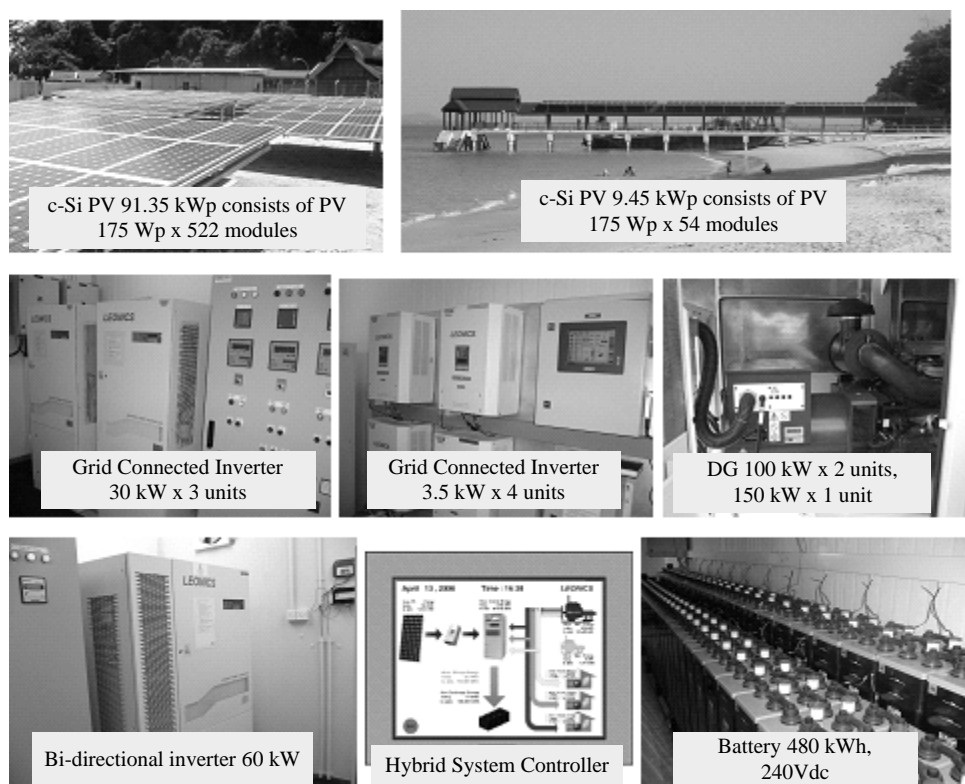 c-Si PV 91.35 kWp consists of PV
175 Wp x 522 modules
c-Si PV 9.45 kWp consists of PV
175 Wp x 54 modules
LEONICS
LEONICS
Grid Connected Inverter
30 kW x 3 units
Grid Connected Inverter
3.5 kW x 4 units
DG 100 kW x 2 units,
150 kW x 1 unit
LEONICS
Bi-directional inverter 60 kW
April 13, 2006 Time : 16:38 LEONICS
Hybrid System Controller
Battery 480 kWh,
240Vdc